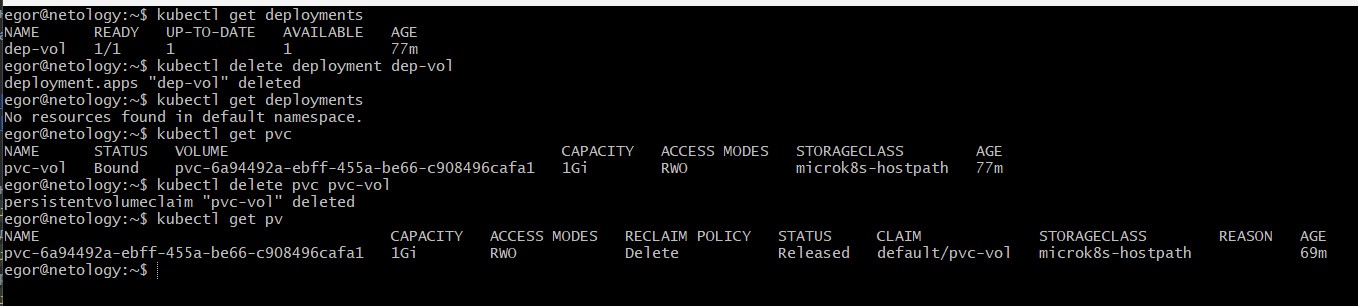 egor@netology:~$ kubectl get deployments
NAME READY UP-TO-DATE AVAILABLE AGE
dep-vol 1/1 1 1 77m
egor@netology:~$ kubectl delete deployment dep-vol
deployment.apps "dep-vol" deleted
egor@netology:~$ kubectl get deployments
No resources found in default namespace.
egor@netology:~$ kubectl get pvc
NAME STATUS VOLUME CAPACITY ACCESS MODES STORAGECLASS AGE
pvc-vol Bound pvc-6a94492a-ebff-455a-be66-c908496cafa1 1Gi RWO microk8s-hostpath 77m
egor@netology:~$ kubectl delete pvc pvc-vol
persistentvolumeclaim "pvc-vol" deleted
egor@netology:~$ kubectl get pv
NAME CAPACITY ACCESS MODES RECLAIM POLICY STATUS CLAIM STORAGECLASS REASON AGE
pvc-6a94492a-ebff-455a-be66-c908496cafa1 1Gi RWO Delete Released default/pvc-vol microk8s-hostpath 69m
egor@netology:~$